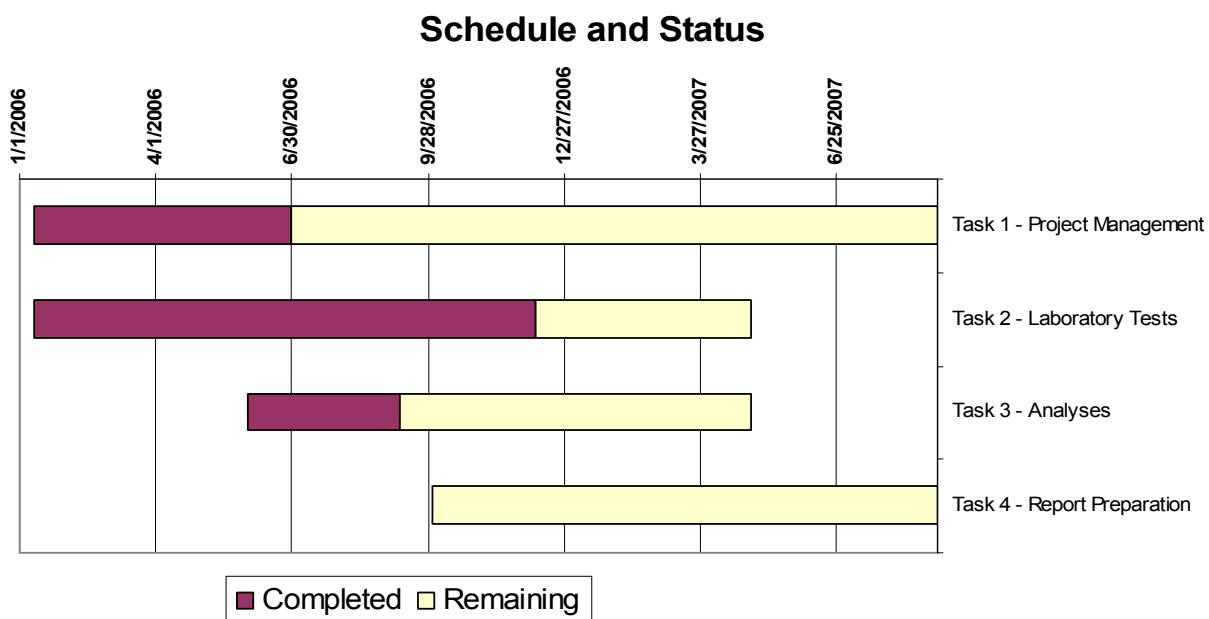 Schedule and Status
1/1/2006
4/1/2006
6/30/2006
9/28/2006
12/27/2006
3/27/2007
6/25/2007
Task 1 - Project Management
Task 2 - Laboratory Tests
Task 3 - Analyses
Task 4 - Report Preparation
Completed Remaining